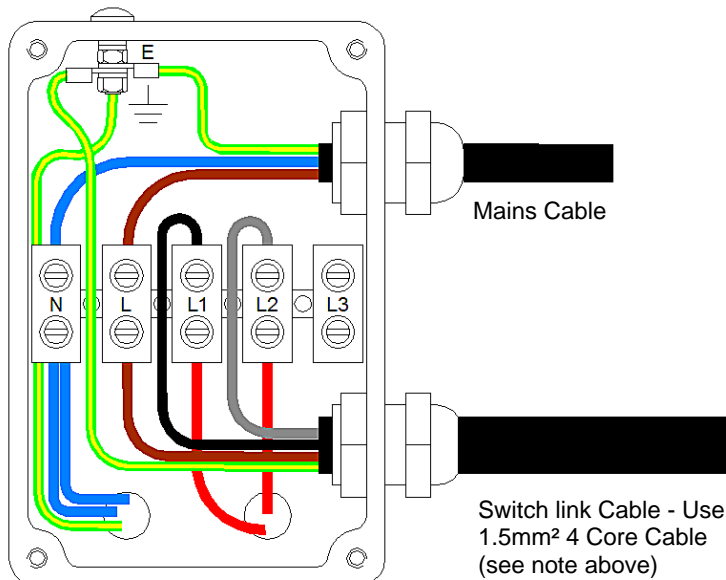 E
Mains Cable
N L L1 L2 L3
Switch link Cable - Use
1.5mm² 4 Core Cable
(see note above)